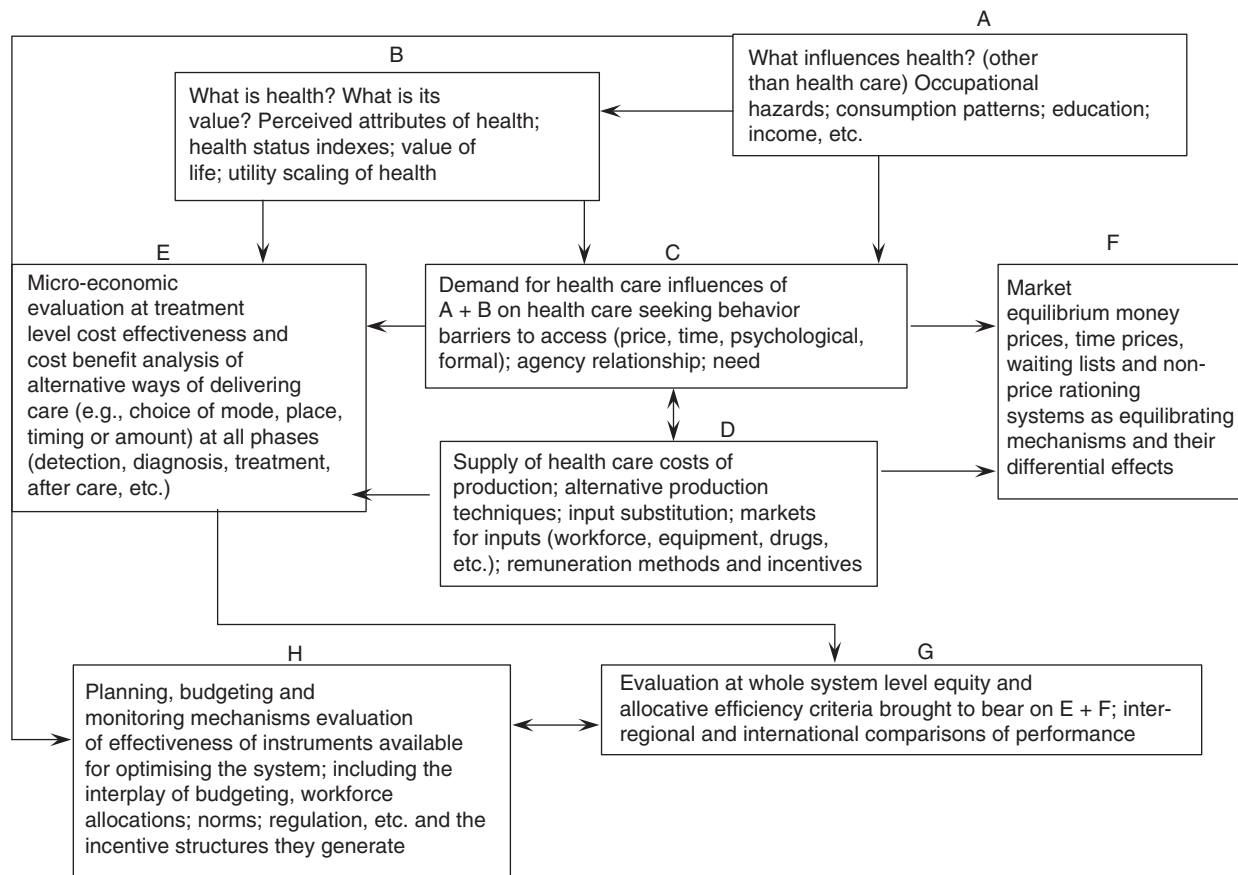 A
What influences health? (other
than health care) Occupational
hazards; consumption patterns; education;
income, etc.
B
What is health? What is its
value? Perceived attributes of health;
health status indexes; value of
life; utility scaling of health
E
Micro-economic
evaluation at treatment
level cost effectiveness and
cost benefit analysis of
alternative ways of delivering
care (e.g., choice of mode, place,
timing or amount) at all phases
(detection, diagnosis, treatment,
after care, etc.)
C
Demand for health care influences of
A + B on health care seeking behavior
barriers to access (price, time, psychological,
formal); agency relationship; need
F
Market
equilibrium money
prices, time prices,
waiting lists and non-
price rationing
systems as equilibrating
mechanisms and their
differential effects
D
Supply of health care costs of
production; alternative production
techniques; input substitution; markets
for inputs (workforce, equipment, drugs,
etc.); remuneration methods and incentives
H
Planning, budgeting and
monitoring mechanisms evaluation
of effectiveness of instruments available
for optimising the system; including the
interplay of budgeting, workforce
allocations; norms; regulation, etc. and the
incentive structures they generate
G
Evaluation at whole system level equity and
allocative efficiency criteria brought to bear on E + F; inter-
regional and international comparisons of performance